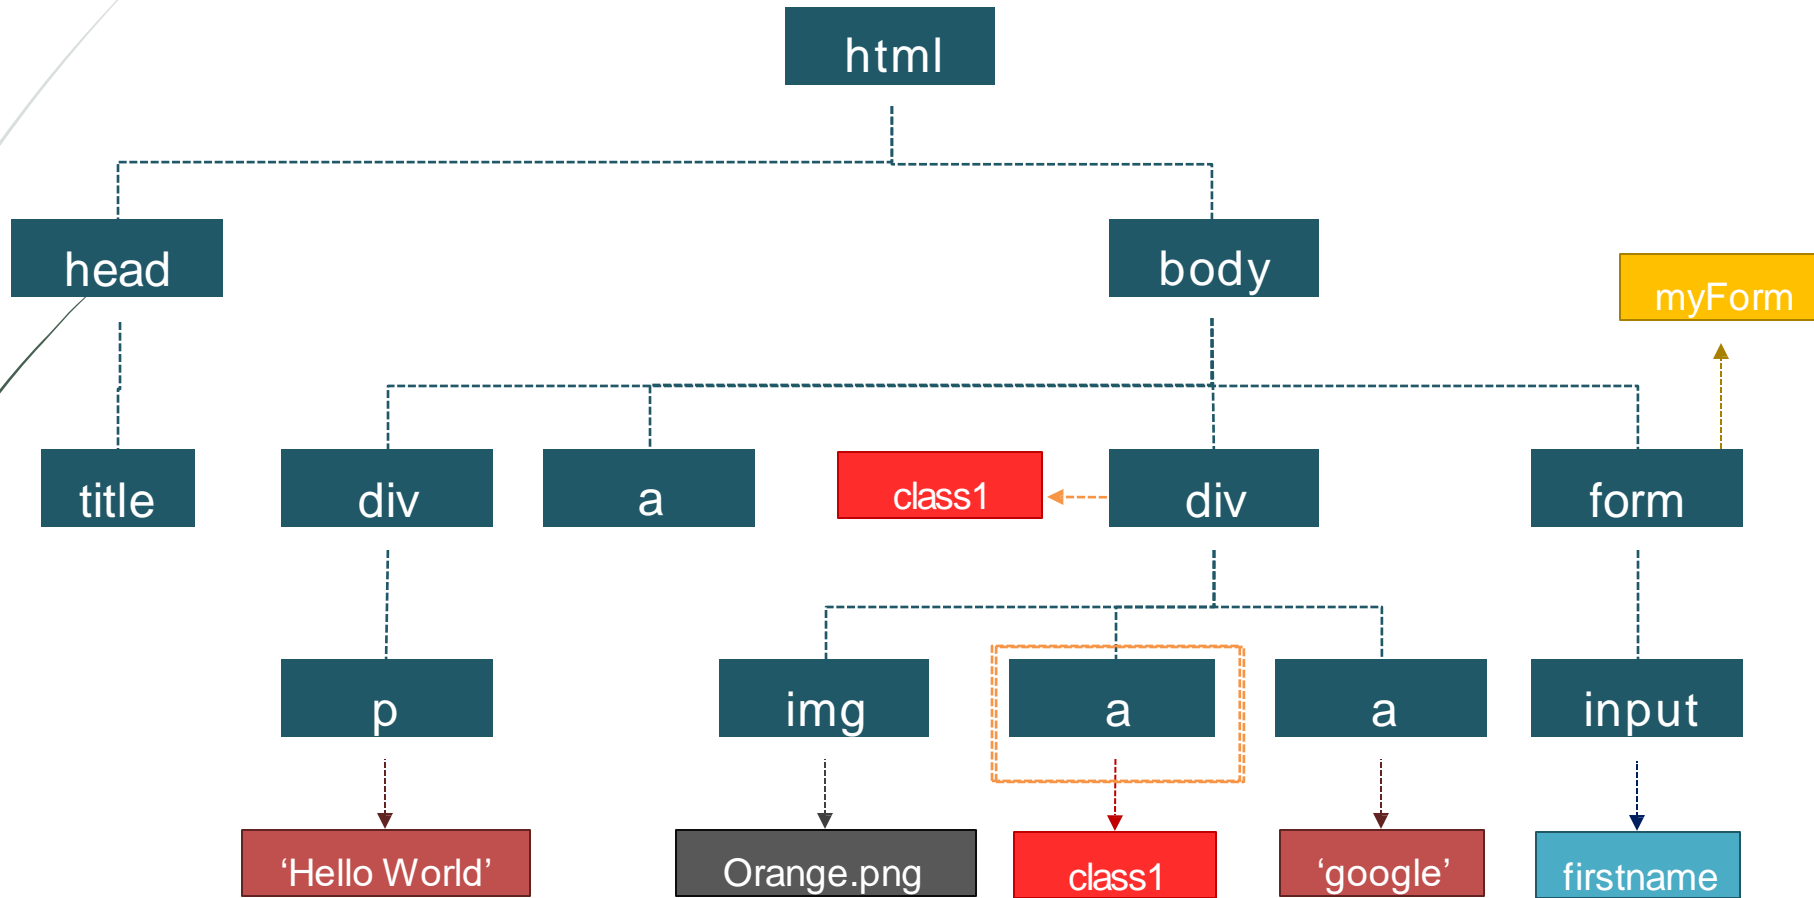 html
head
body
myForm
title
div
a
class1
div
form
p
img
a
a
input
‘Hello World’
Orange.png
class1
‘google’
firstname